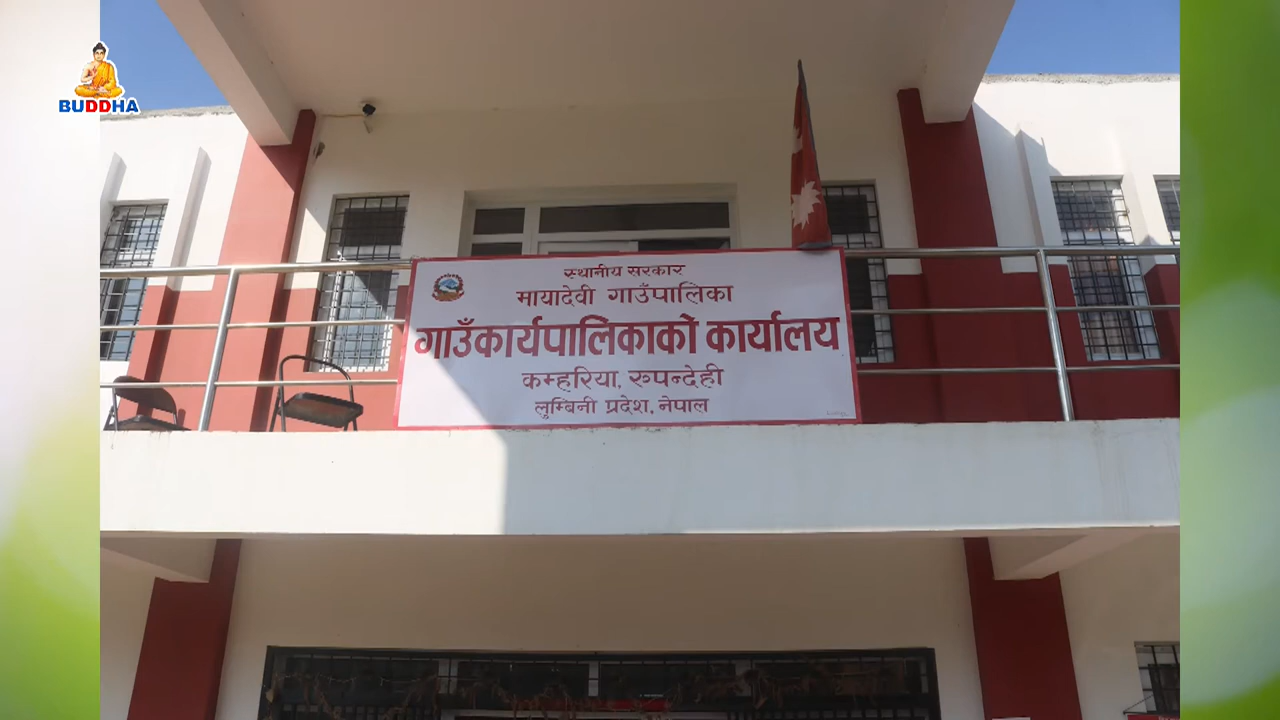 BUDDHA
स्थानीय सरकार
मायादेवी गाउँपालिका
गाउँकार्यपालिकाको कार्यालय
कम्हरिया, रुपन्देही
लुम्बिनी प्रदेश, नेपाल